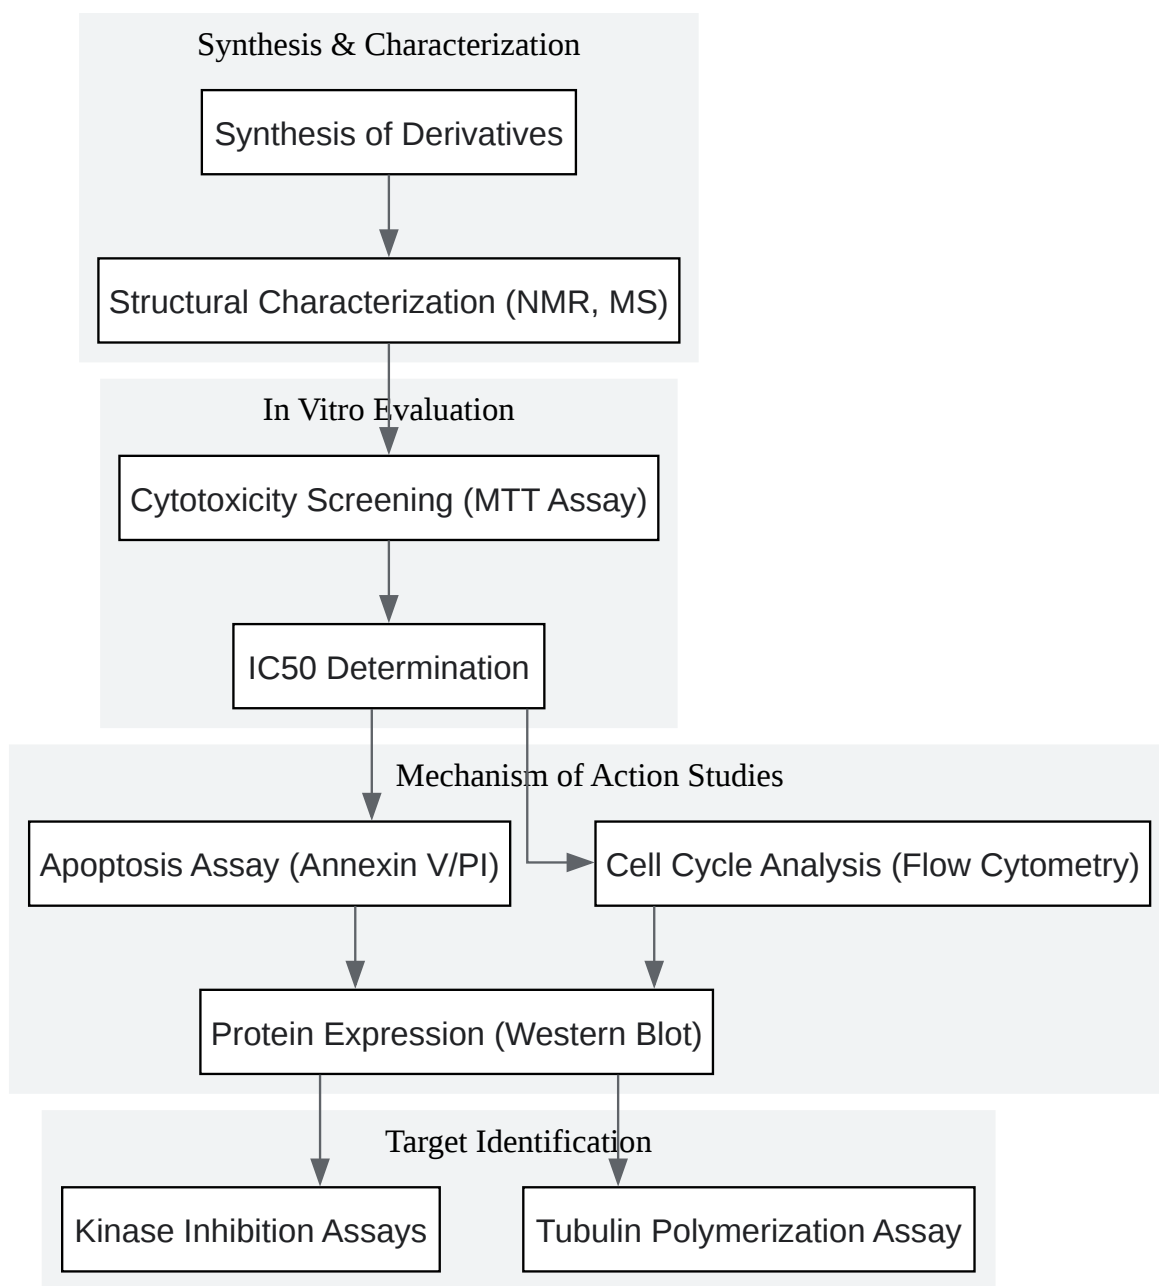 Synthesis & Characterization
Synthesis of Derivatives
Structural Characterization (NMR, MS)
In Vitro Evaluation
Cytotoxicity Screening (MTT Assay)
IC50 Determination
Mechanism of Action Studies
Apoptosis Assay (Annexin V/PI)
Cell Cycle Analysis (Flow Cytometry)
Protein Expression (Western Blot)
Target Identification
Kinase Inhibition Assays
Tubulin Polymerization Assay